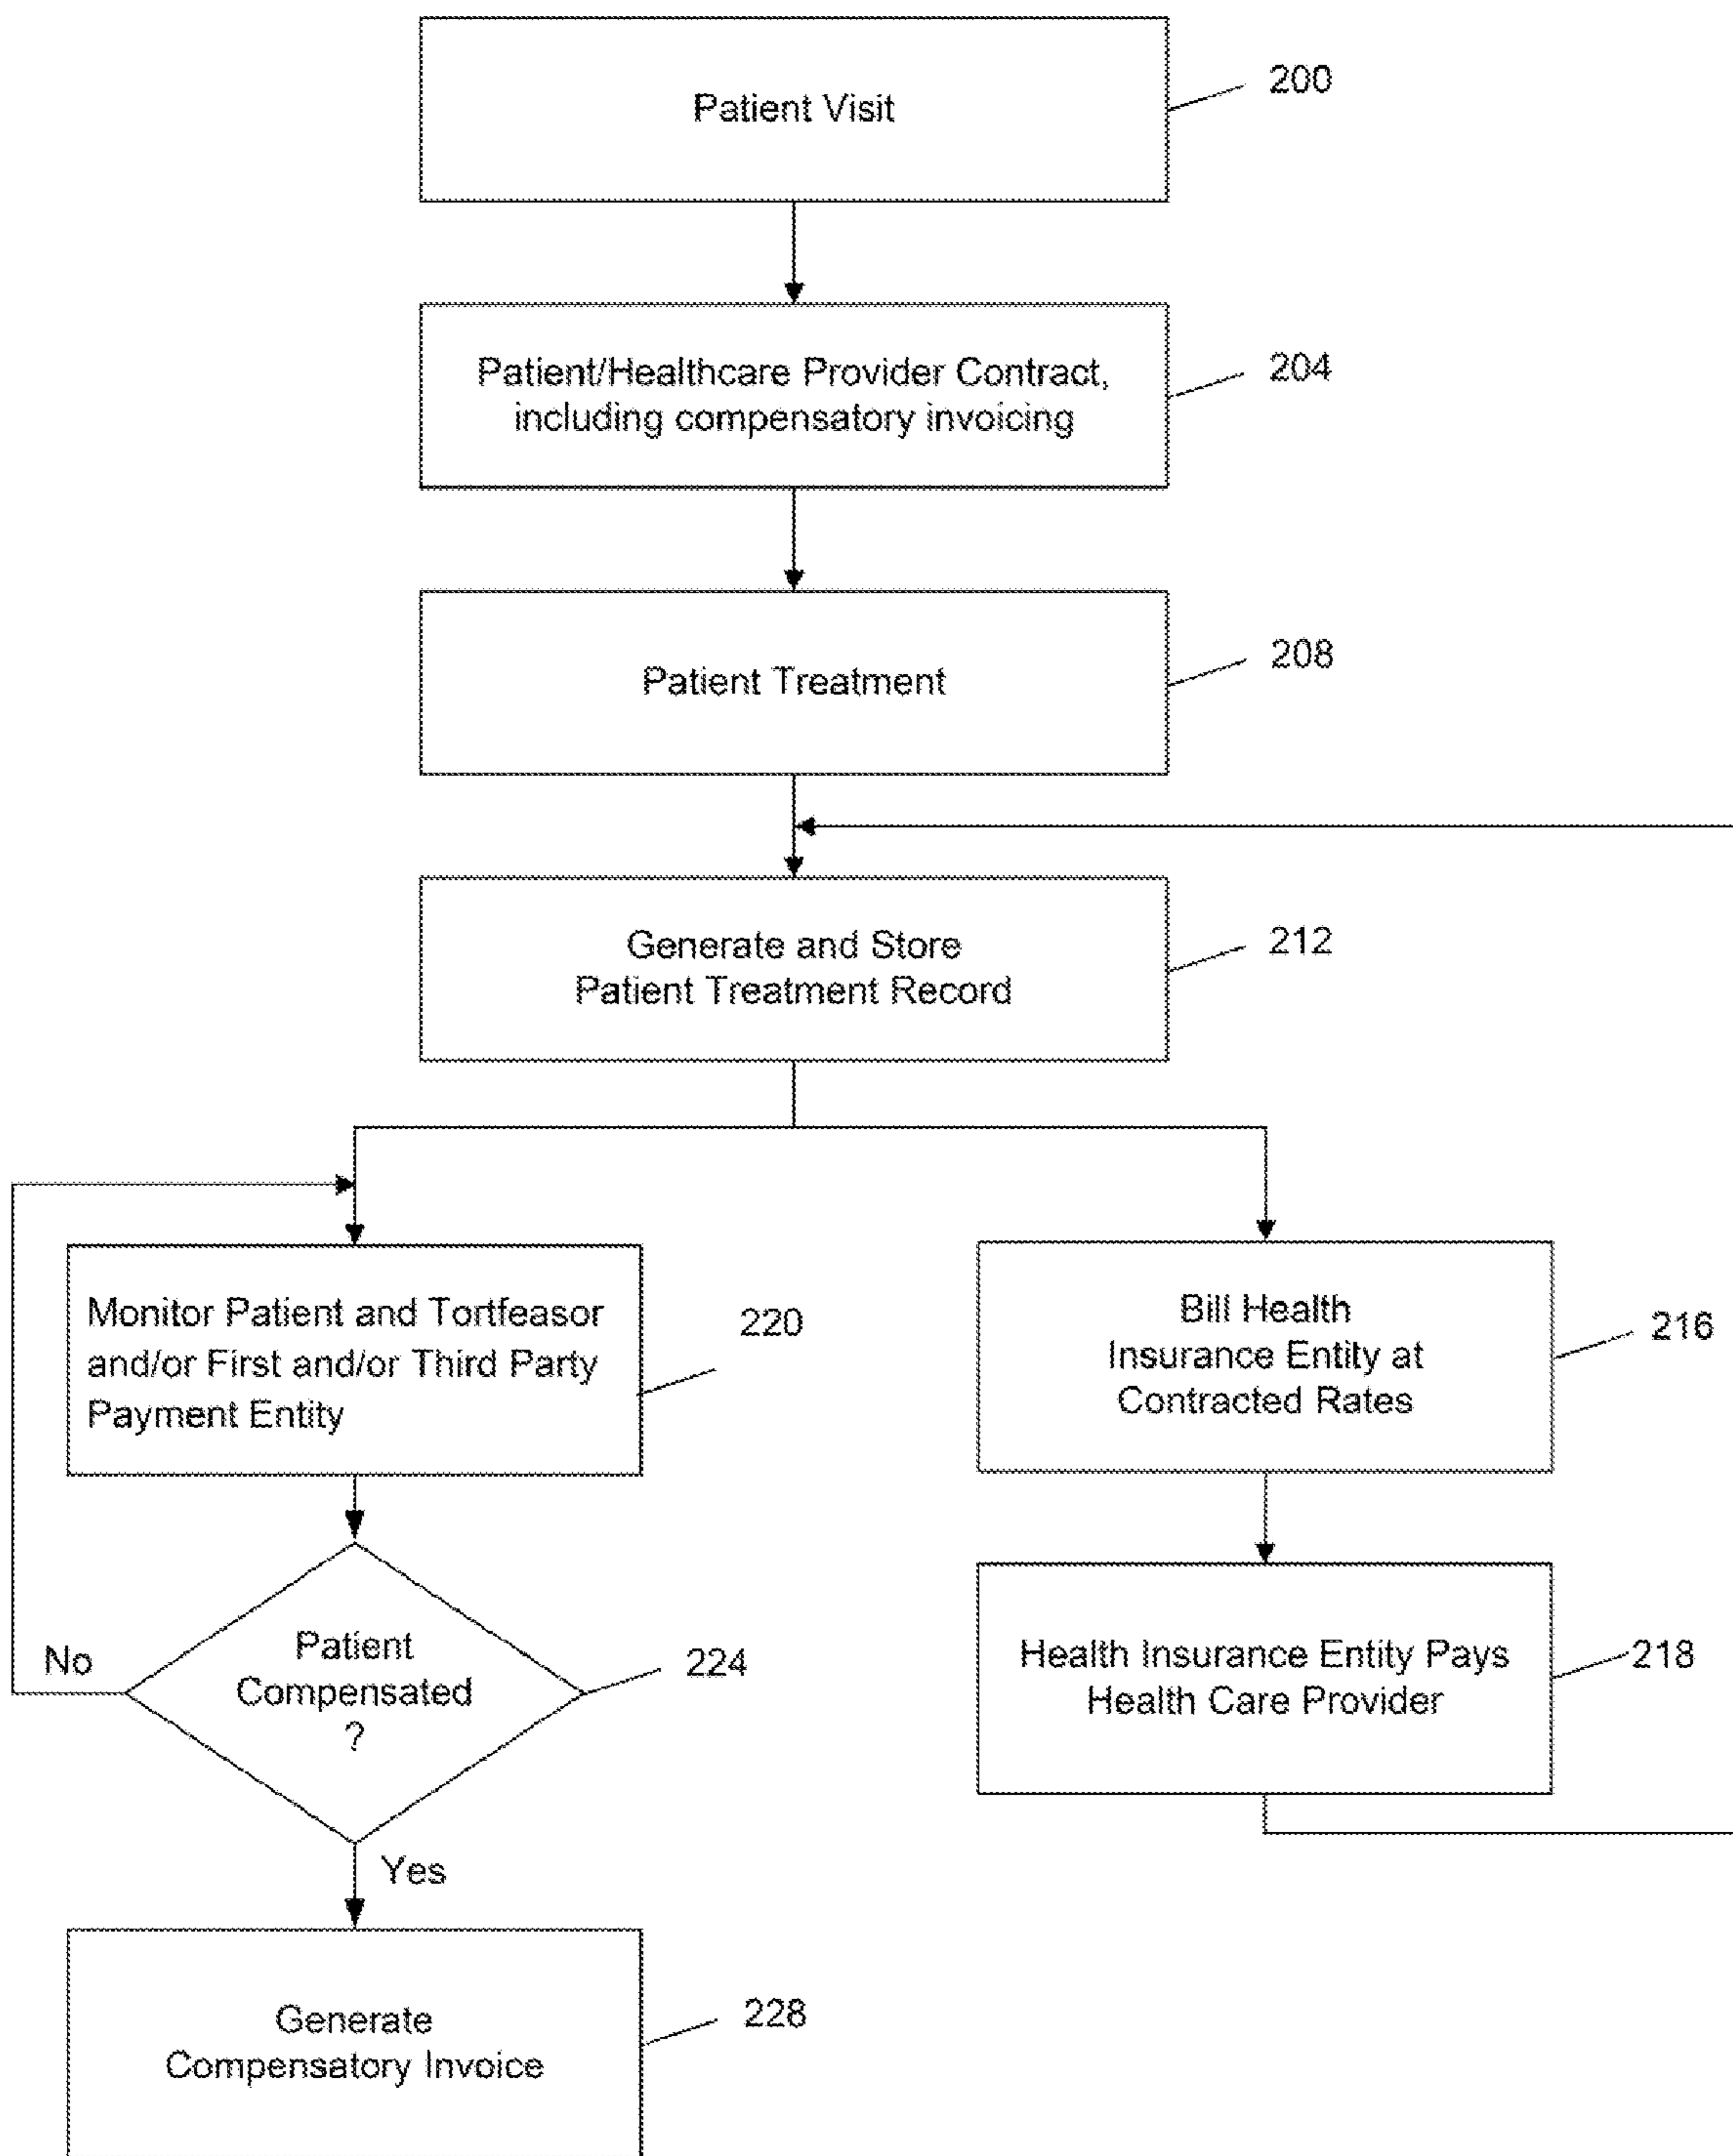 Patient Visit
200
Patient/Healthcare Provider Contract,
including compensatory invoicing
204
Patient Treatment
208
Generate and Store
Patient Treatment Record
212
Monitor Patient and Tortfeasor
and/or First and/or Third Party
Payment Entity
220
Bill Health
Insurance Entity at
Contracted Rates
216
Patient
Compensated
?
224
No
Yes
Health Insurance Entity Pays
Health Care Provider
218
Generate
Compensatory Invoice
228